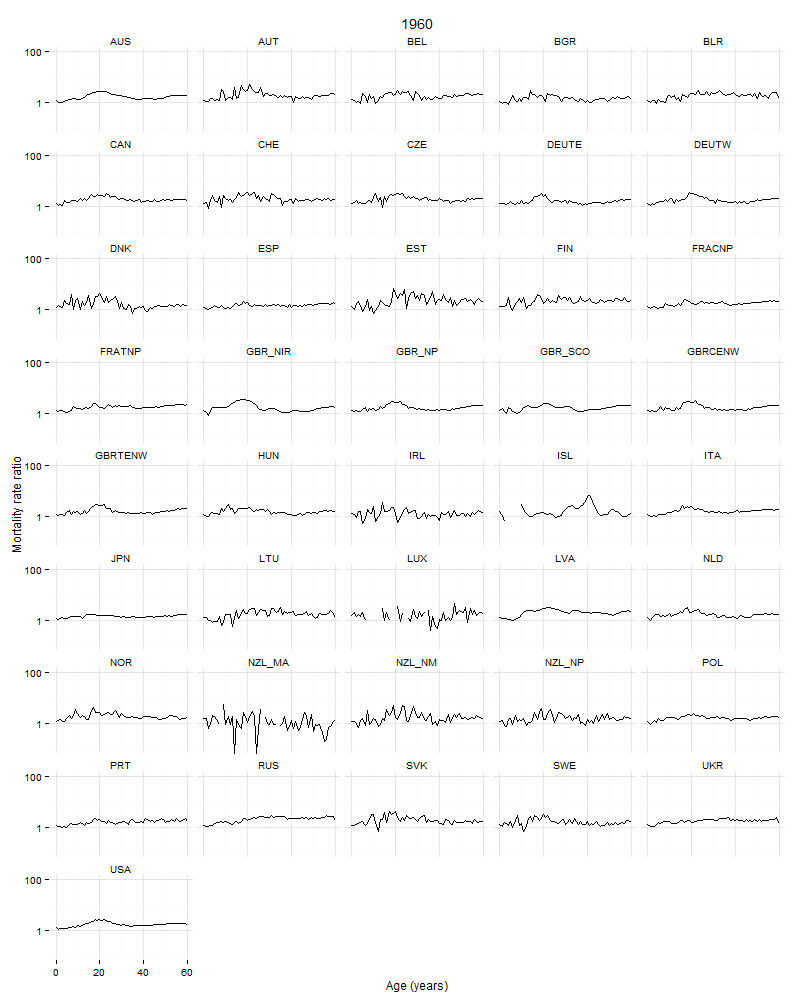 1960
AUS AUT BEL BGR BLR
100
1
CAN CHE CZE DEUTE DEUTW
100
1
DNK ESP EST FIN FRACNP
100
1
FRATNP GBR_NIR GBR_NP GBR_SCO GBRCENW
100
1
GBRTENW HUN IRL ISL ITA
Mortality rate ratio
100
1
JPN LTU LUX LVA NLD
100
1
NOR NZL_MA NZL_NM NZL_NP POL
100
1
PRT RUS SVK SWE UKR
100
1
USA
100
1
0 20 40 60
Age (years)